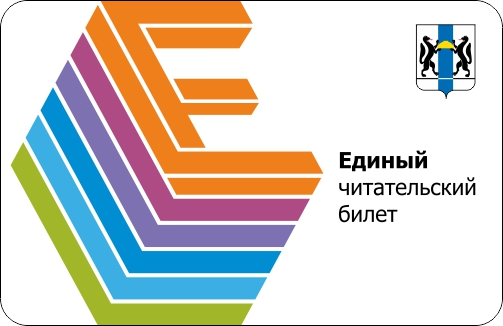 Единый
читательский
билет